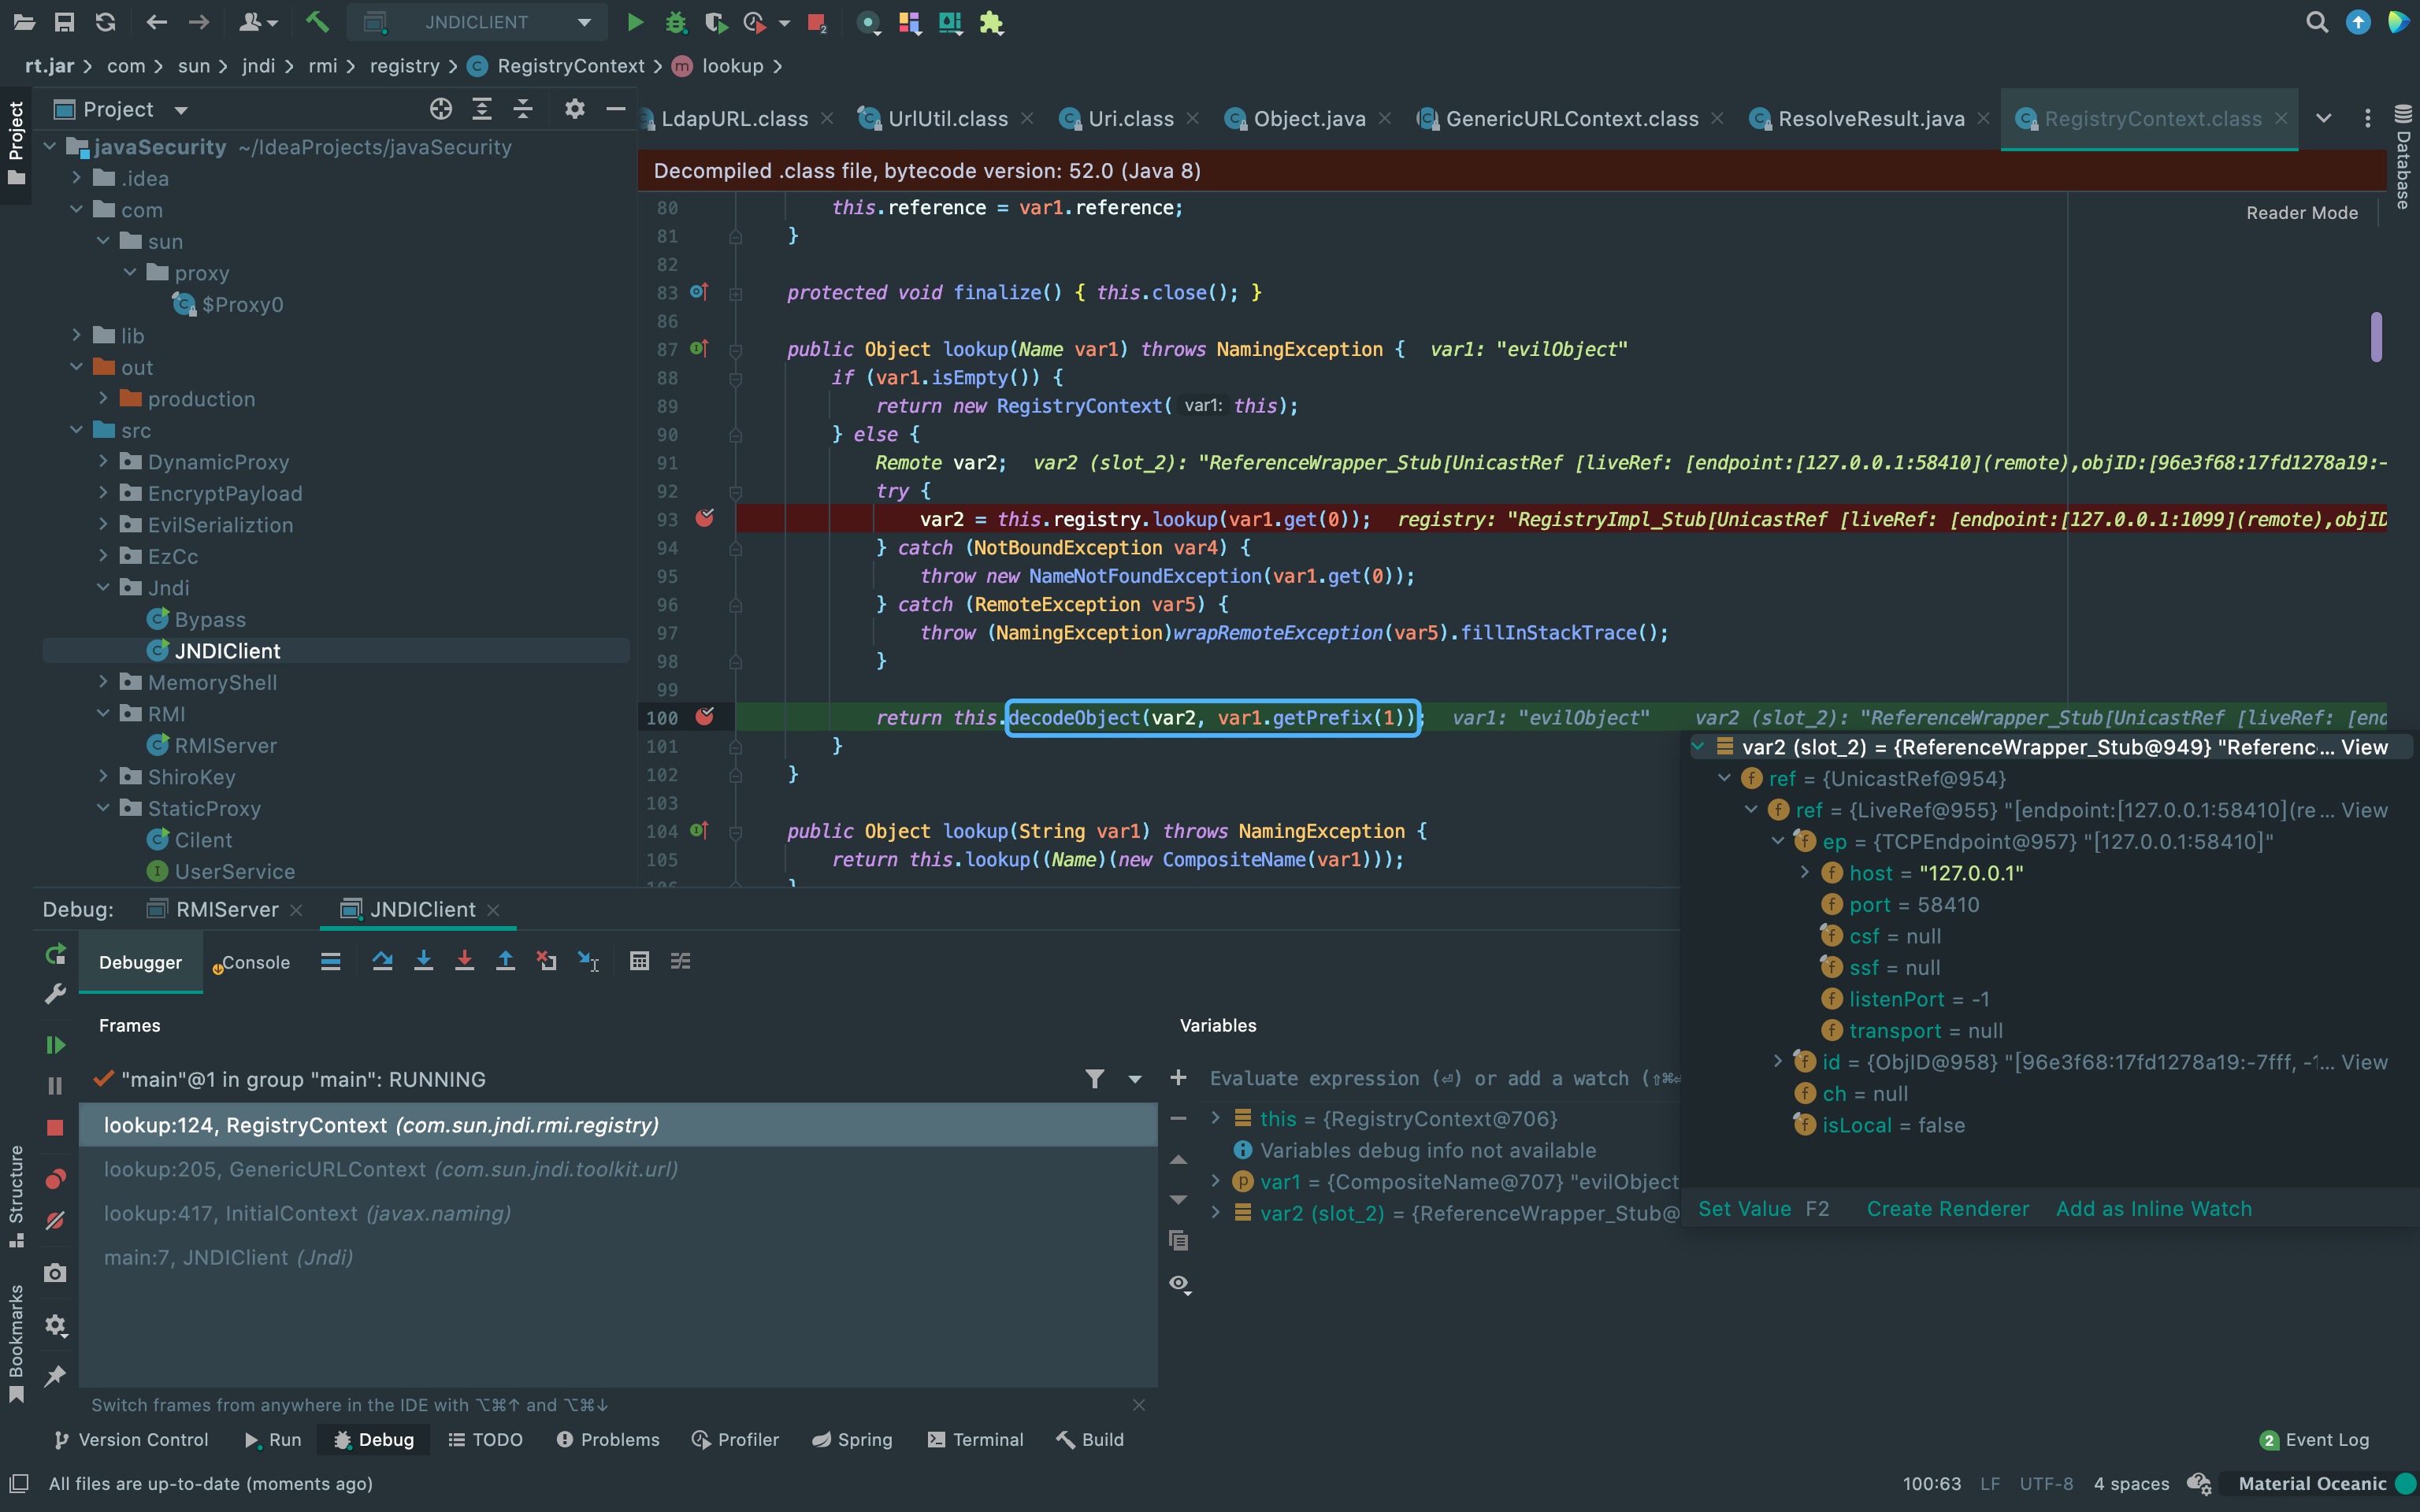 JNDICLIENT
rt.jar > com > sun > jndi > rmi > registry > RegistryContext > lookup >
Project
LdapURL.class UrlUtil.class Uri.class Object.java GenericURLContext.class ResolveResult.java RegistryContext.class
Project
Database
javaSecurity ~/IdeaProjects/javaSecurity
.idea
com
sun
proxy
$Proxy0
lib
out
production
src
DynamicProxy
EncryptPayload
EvilSerializtion
EzCc
Jndi
Bypass
JNDIClient
MemoryShell
RMI
RMIServer
ShiroKey
StaticProxy
Cilent
UserService
Decompiled .class file, bytecode version: 52.0 (Java 8)
Reader Mode
80 this.reference = var1.reference;
81 }
82
83 protected void finalize() { this.close(); }
86
87 public Object lookup(Name var1) throws NamingException { var1: "evilObject"
88 if (var1.isEmpty()) {
89 return new RegistryContext( var1: this);
90 } else {
91 Remote var2; var2 (slot_2): "ReferenceWrapper_Stub[UnicastRef [liveRef: [endpoint:[127.0.0.1:58410](remote),objID:[96e3f68:17fd1278a19:-
92 try {
93 var2 = this.registry.lookup(var1.get(0)); registry: "RegistryImpl_Stub[UnicastRef [liveRef: [endpoint:[127.0.0.1:1099](remote),objID
94 } catch (NotBoundException var4) {
95 throw new NameNotFoundException(var1.get(0));
96 } catch (RemoteException var5) {
97 throw (NamingException)wrapRemoteException(var5).fillInStackTrace();
98 }
99
100 return this.decodeObject(var2, var1.getPrefix(1)); var1: "evilObject" var2 (slot_2): "ReferenceWrapper_Stub[UnicastRef [liveRef: [end
101 }
102 }
103
104 public Object lookup(String var1) throws NamingException {
105 return this.lookup((Name)(new CompositeName(var1)));
106 }
var2 (slot_2) = {ReferenceWrapper_Stub@949} "Referenc... View
ref = {UnicastRef@954}
ref = {LiveRef@955} "[endpoint:[127.0.0.1:58410](re... View
ep = {TCPEndpoint@957} "[127.0.0.1:58410]"
host = "127.0.0.1"
port = 58410
csf = null
ssf = null
listenPort = -1
transport = null
id = {ObjID@958} "[96e3f68:17fd1278a19:-7fff, -1... View
ch = null
isLocal = false
Set Value F2 Create Renderer Add as Inline Watch
Debug: RMIServer JNDIClient
Debugger Console
Frames
"main"@1 in group "main": RUNNING
lookup:124, RegistryContext (com.sun.jndi.rmi.registry)
lookup:205, GenericURLContext (com.sun.jndi.toolkit.url)
lookup:417, InitialContext (javax.naming)
main:7, JNDIClient (Jndi)
Switch frames from anywhere in the IDE with ⌥⌘↑ and ⌥⌘↓
Variables
Evaluate expression (⏎) or add a watch (⇧⌘⏎
this = {RegistryContext@706}
Variables debug info not available
var1 = {CompositeName@707} "evilObject
var2 (slot_2) = {ReferenceWrapper_Stub@
Structure
Bookmarks
Version Control Run Debug TODO Problems Profiler Spring Terminal Build
2 Event Log
All files are up-to-date (moments ago)
100:63 LF UTF-8 4 spaces Material Oceanic